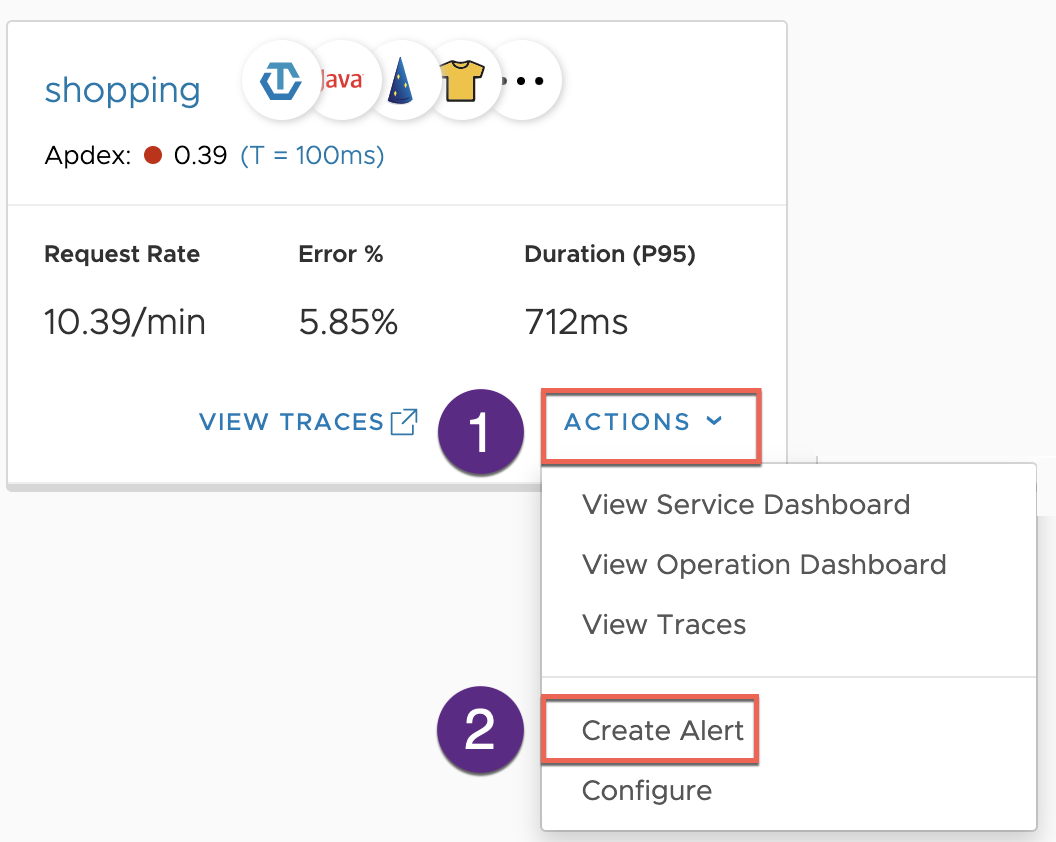 shopping
Java
Apdex: 0.39 (T = 100ms)
Request Rate Error % Duration (P95)
10.39/min 5.85% 712ms
VIEW TRACES 1 ACTIONS
View Service Dashboard
View Operation Dashboard
View Traces
2 Create Alert
Configure